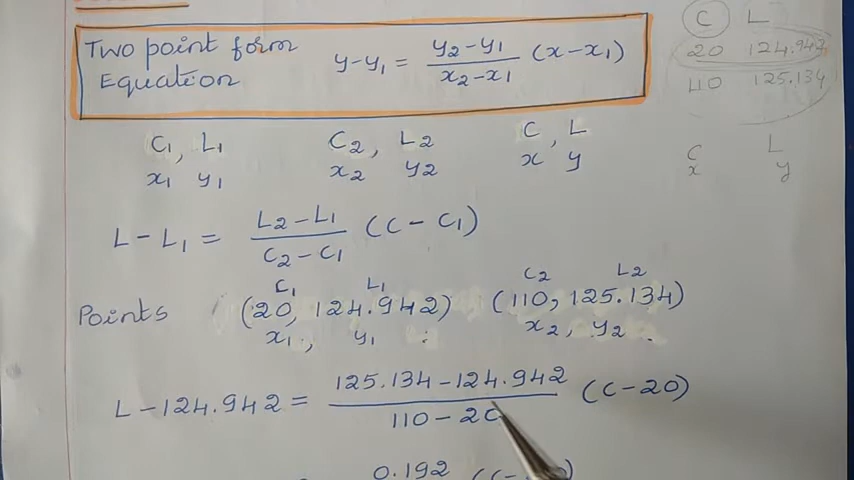 Two point form
Equation
y-y₁ = y₂-y₁ / x₂-x₁ (x-x₁)
C L
20 124.942
110 125.134
C L
x y
C₁, L₁ C₂, L₂ C, L
x₁ y₁ x₂ y₂ x y
L-L₁ = L₂-L₁ / C₂-C₁ (C-C₁)
C₁ L₁ C₂ L₂
Points (20, 124.942) (110, 125.134)
x₁, y₁ : x₂, y₂ .
L-124.942 = 125.134-124.942 / 110-20 (C-20)
0.192